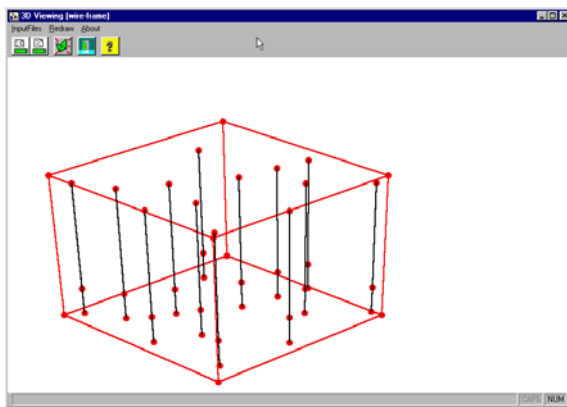 3D Viewing [wire-frame]
InputFiles Redraw About
?
CAPS NUM